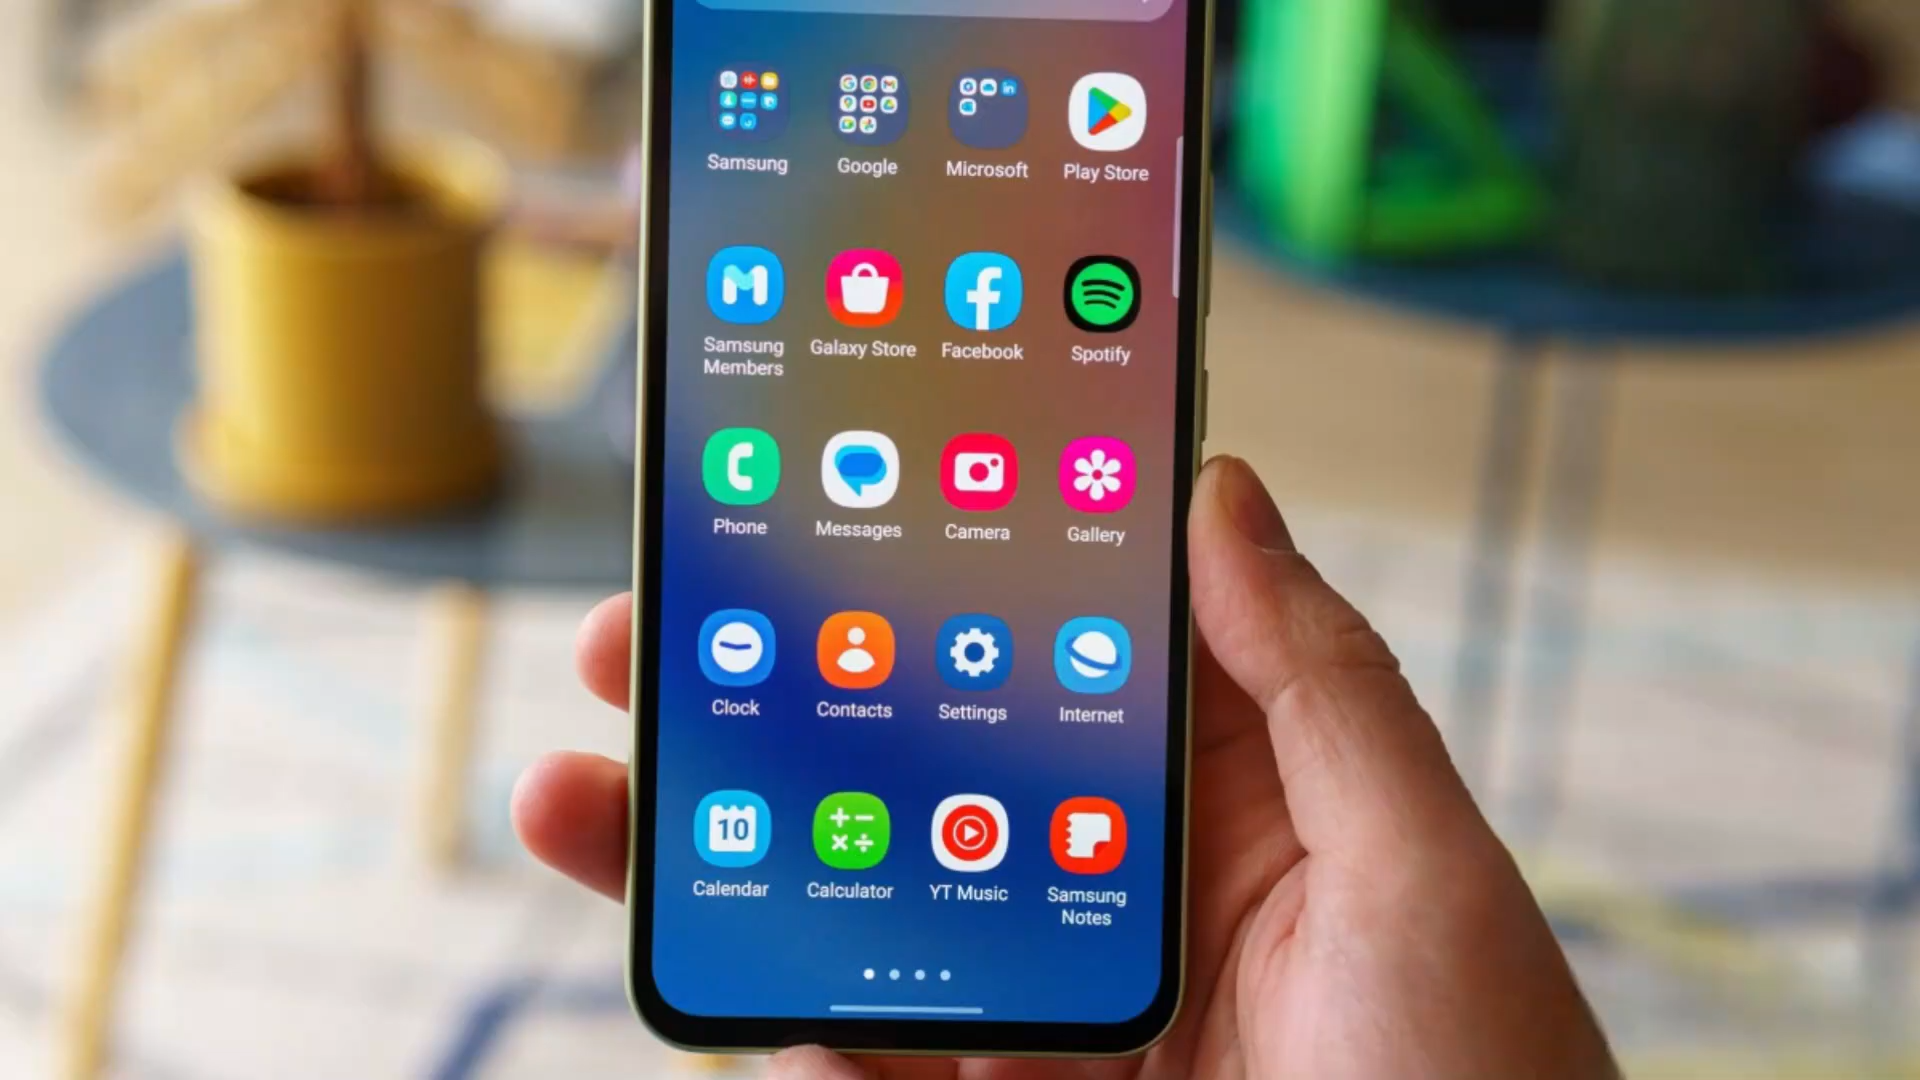 Samsung
Google
Microsoft
Play Store
Samsung
Members
Galaxy Store
Facebook
Spotify
Phone
Messages
Camera
Gallery
Clock
Contacts
Settings
Internet
10
Calendar
Calculator
YT Music
Samsung
Notes